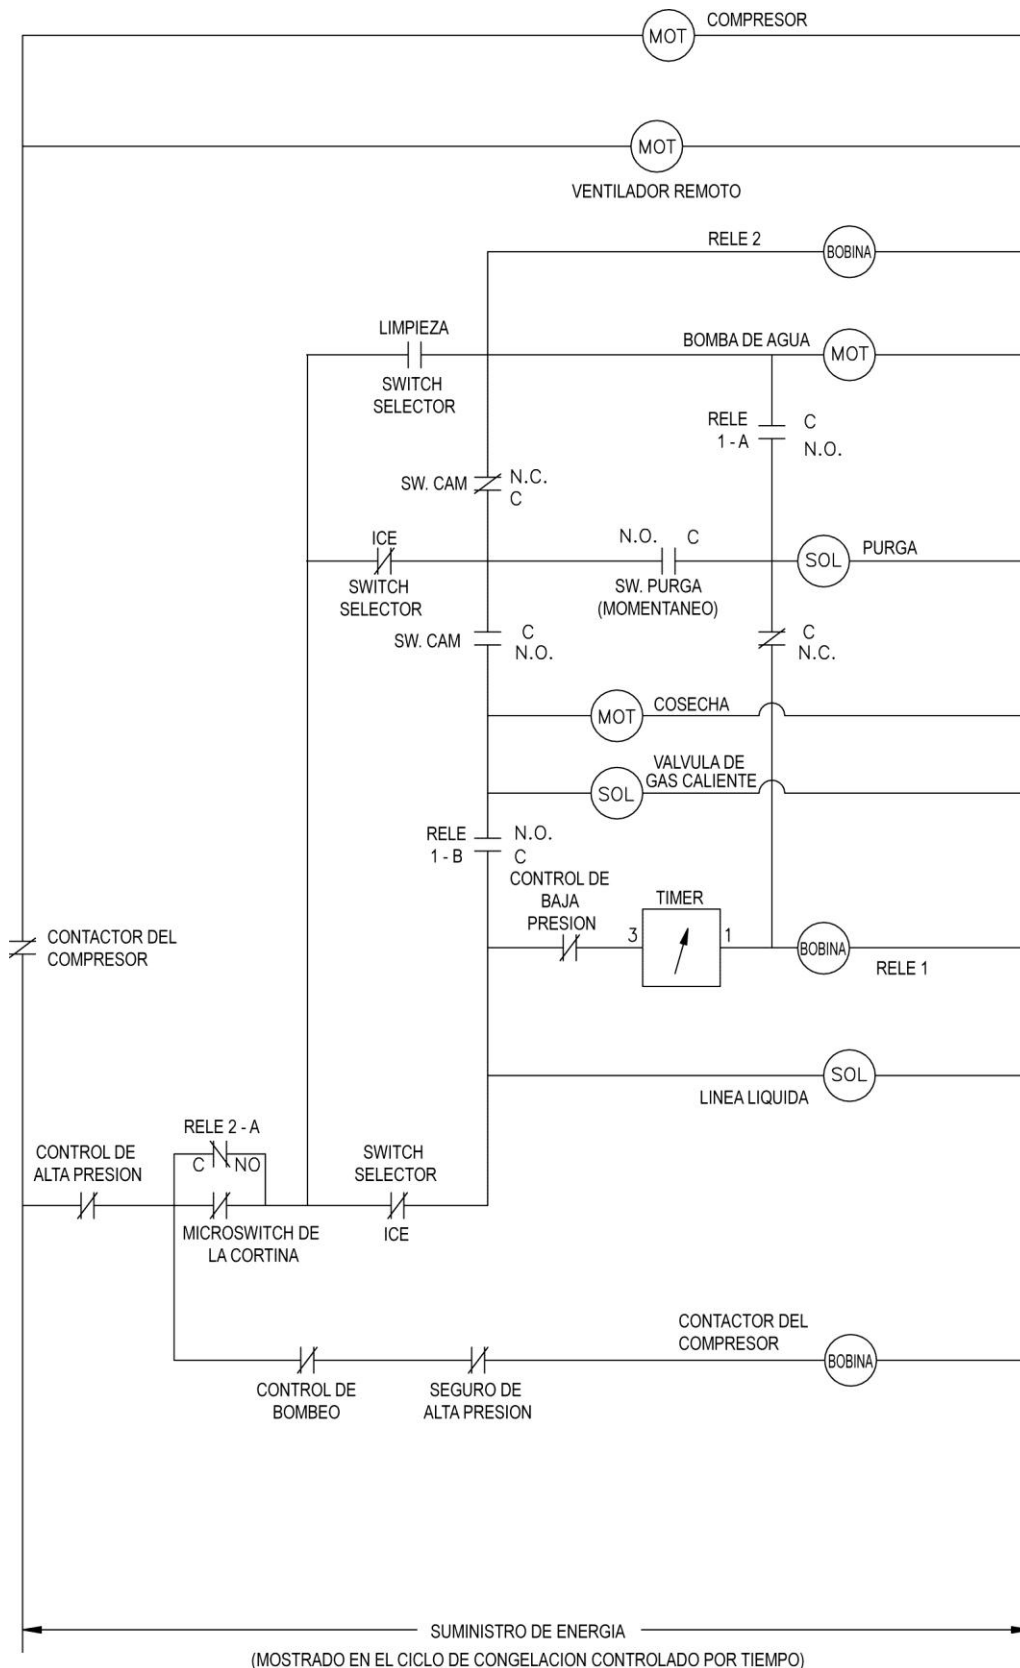 COMPRESOR
MOT
MOT
VENTILADOR REMOTO
RELE 2
BOBINA
LIMPIEZA
SWITCH
SELECTOR
BOMBA DE AGUA
MOT
RELE
1 - A
C
N.O.
SW. CAM
N.C.
C
ICE
SWITCH
SELECTOR
N.O.
C
SW. PURGA
(MOMENTANEO)
SOL
PURGA
SW. CAM
C
N.O.
C
N.C.
MOT
COSECHA
VALVULA DE
GAS CALIENTE
SOL
RELE
1 - B
N.O.
C
CONTROL DE
BAJA
PRESION
TIMER
3
1
BOBINA
RELE 1
CONTACTOR DEL
COMPRESOR
SOL
LINEA LIQUIDA
RELE 2 - A
C
NO
CONTROL DE
ALTA PRESION
MICROSWITCH DE
LA CORTINA
SWITCH
SELECTOR
ICE
CONTACTOR DEL
COMPRESOR
BOBINA
CONTROL DE
BOMBEO
SEGURO DE
ALTA PRESION
SUMINISTRO DE ENERGIA
(MOSTRADO EN EL CICLO DE CONGELACION CONTROLADO POR TIEMPO)